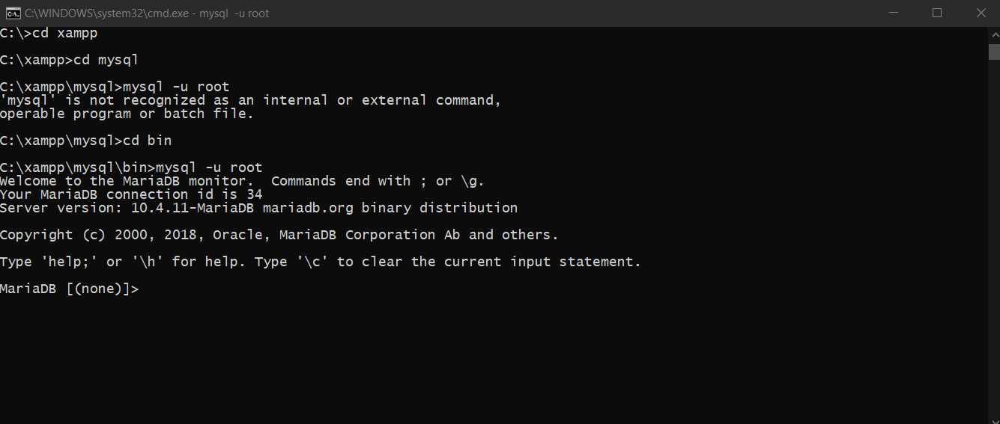 C:\WINDOWS\system32\cmd.exe - mysql  -u root
C:\>cd xampp
C:\xampp>cd mysql
C:\xampp\mysql>mysql -u root
'mysql' is not recognized as an internal or external command,
operable program or batch file.
C:\xampp\mysql>cd bin
C:\xampp\mysql\bin>mysql -u root
Welcome to the MariaDB monitor.  Commands end with ; or \g.
Your MariaDB connection id is 34
Server version: 10.4.11-MariaDB mariadb.org binary distribution
Copyright (c) 2000, 2018, Oracle, MariaDB Corporation Ab and others.
Type 'help;' or '\h' for help. Type '\c' to clear the current input statement.
MariaDB [(none)]>